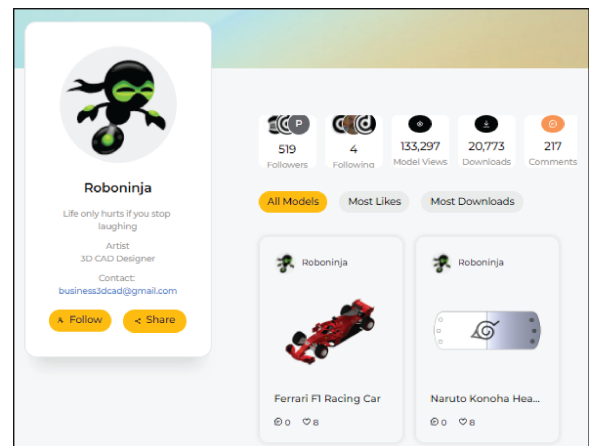 Roboninja
Life only hurts if you stop
laughing
Artist
3D CAD Designer
Contact:
business3dcad@gmail.com
Follow
Share
P
519
Followers
4
Following
133,297
Model Views
20,773
Downloads
217
Comments
All Models
Most Likes
Most Downloads
Roboninja
Ferrari F1 Racing Car
0 8
Roboninja
Naruto Konoha Hea...
0 8